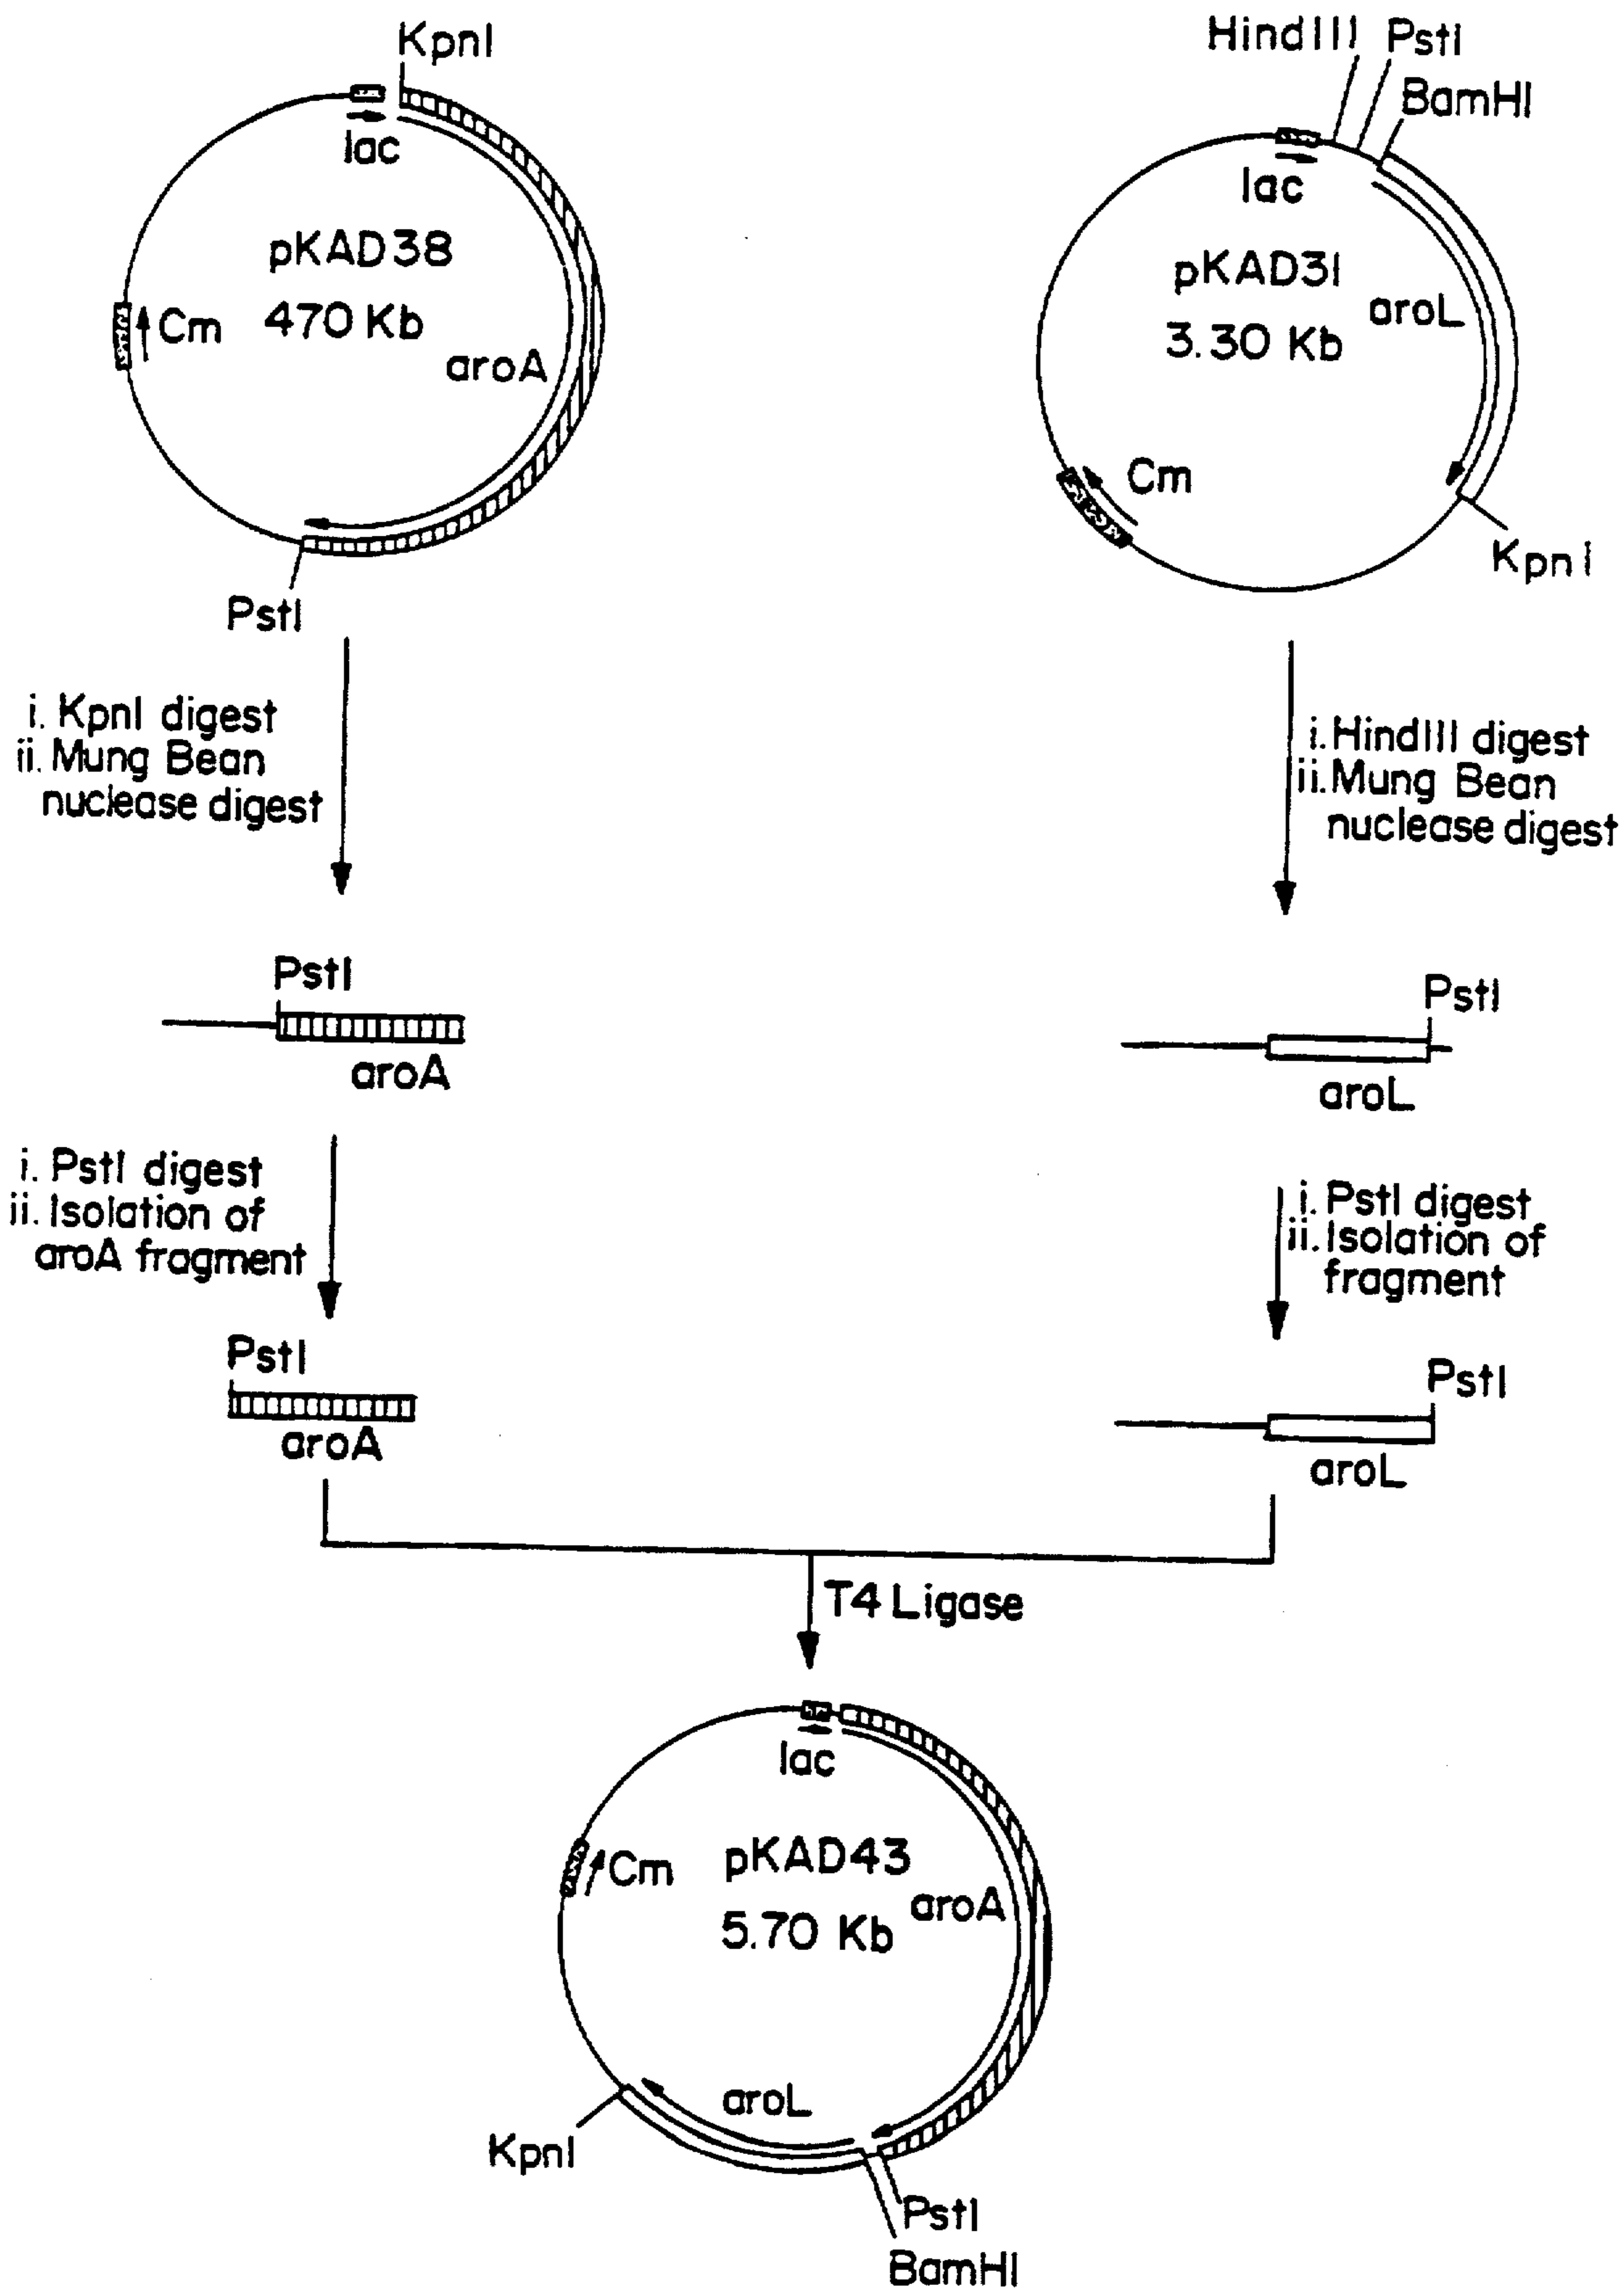 KpnI
lac
pKAD38
470 Kb
Cm
aroA
PstI
HindIII
PstI
BamHI
lac
pKAD31
3.30 Kb
aroL
Cm
KpnI
i. KpnI digest
ii. Mung Bean
nuclease digest
i. HindIII digest
ii. Mung Bean
nuclease digest
PstI
aroA
PstI
aroL
i. PstI digest
ii. Isolation of
aroA fragment
i. PstI digest
ii. Isolation of
fragment
PstI
aroA
PstI
aroL
T4 Ligase
lac
Cm
pKAD43
5.70 Kb
aroA
aroL
KpnI
PstI
BamHI